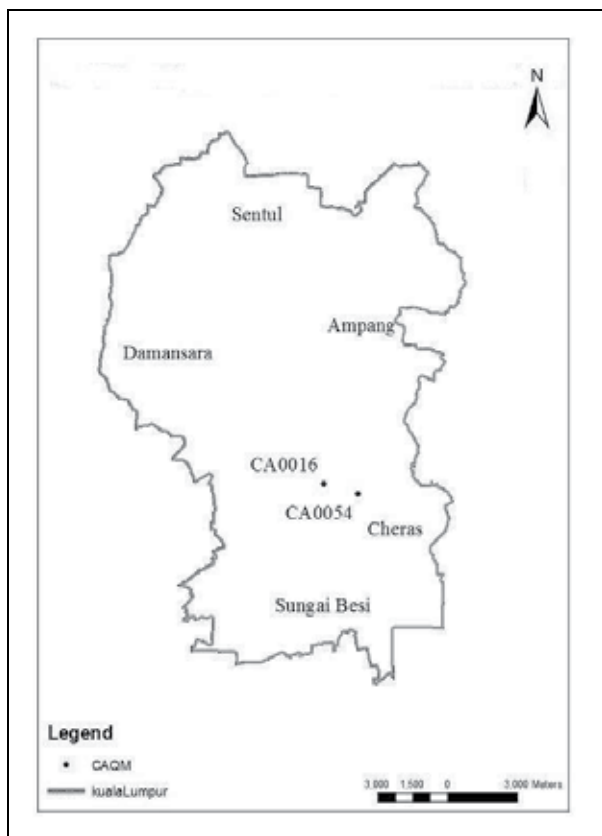 N
Sentul
Ampang
Damansara
CA0016
CA0054
Cheras
Sungai Besi
Legend
CAQM
kualaLumpur
3,000 1,500 0 3,000 Meters